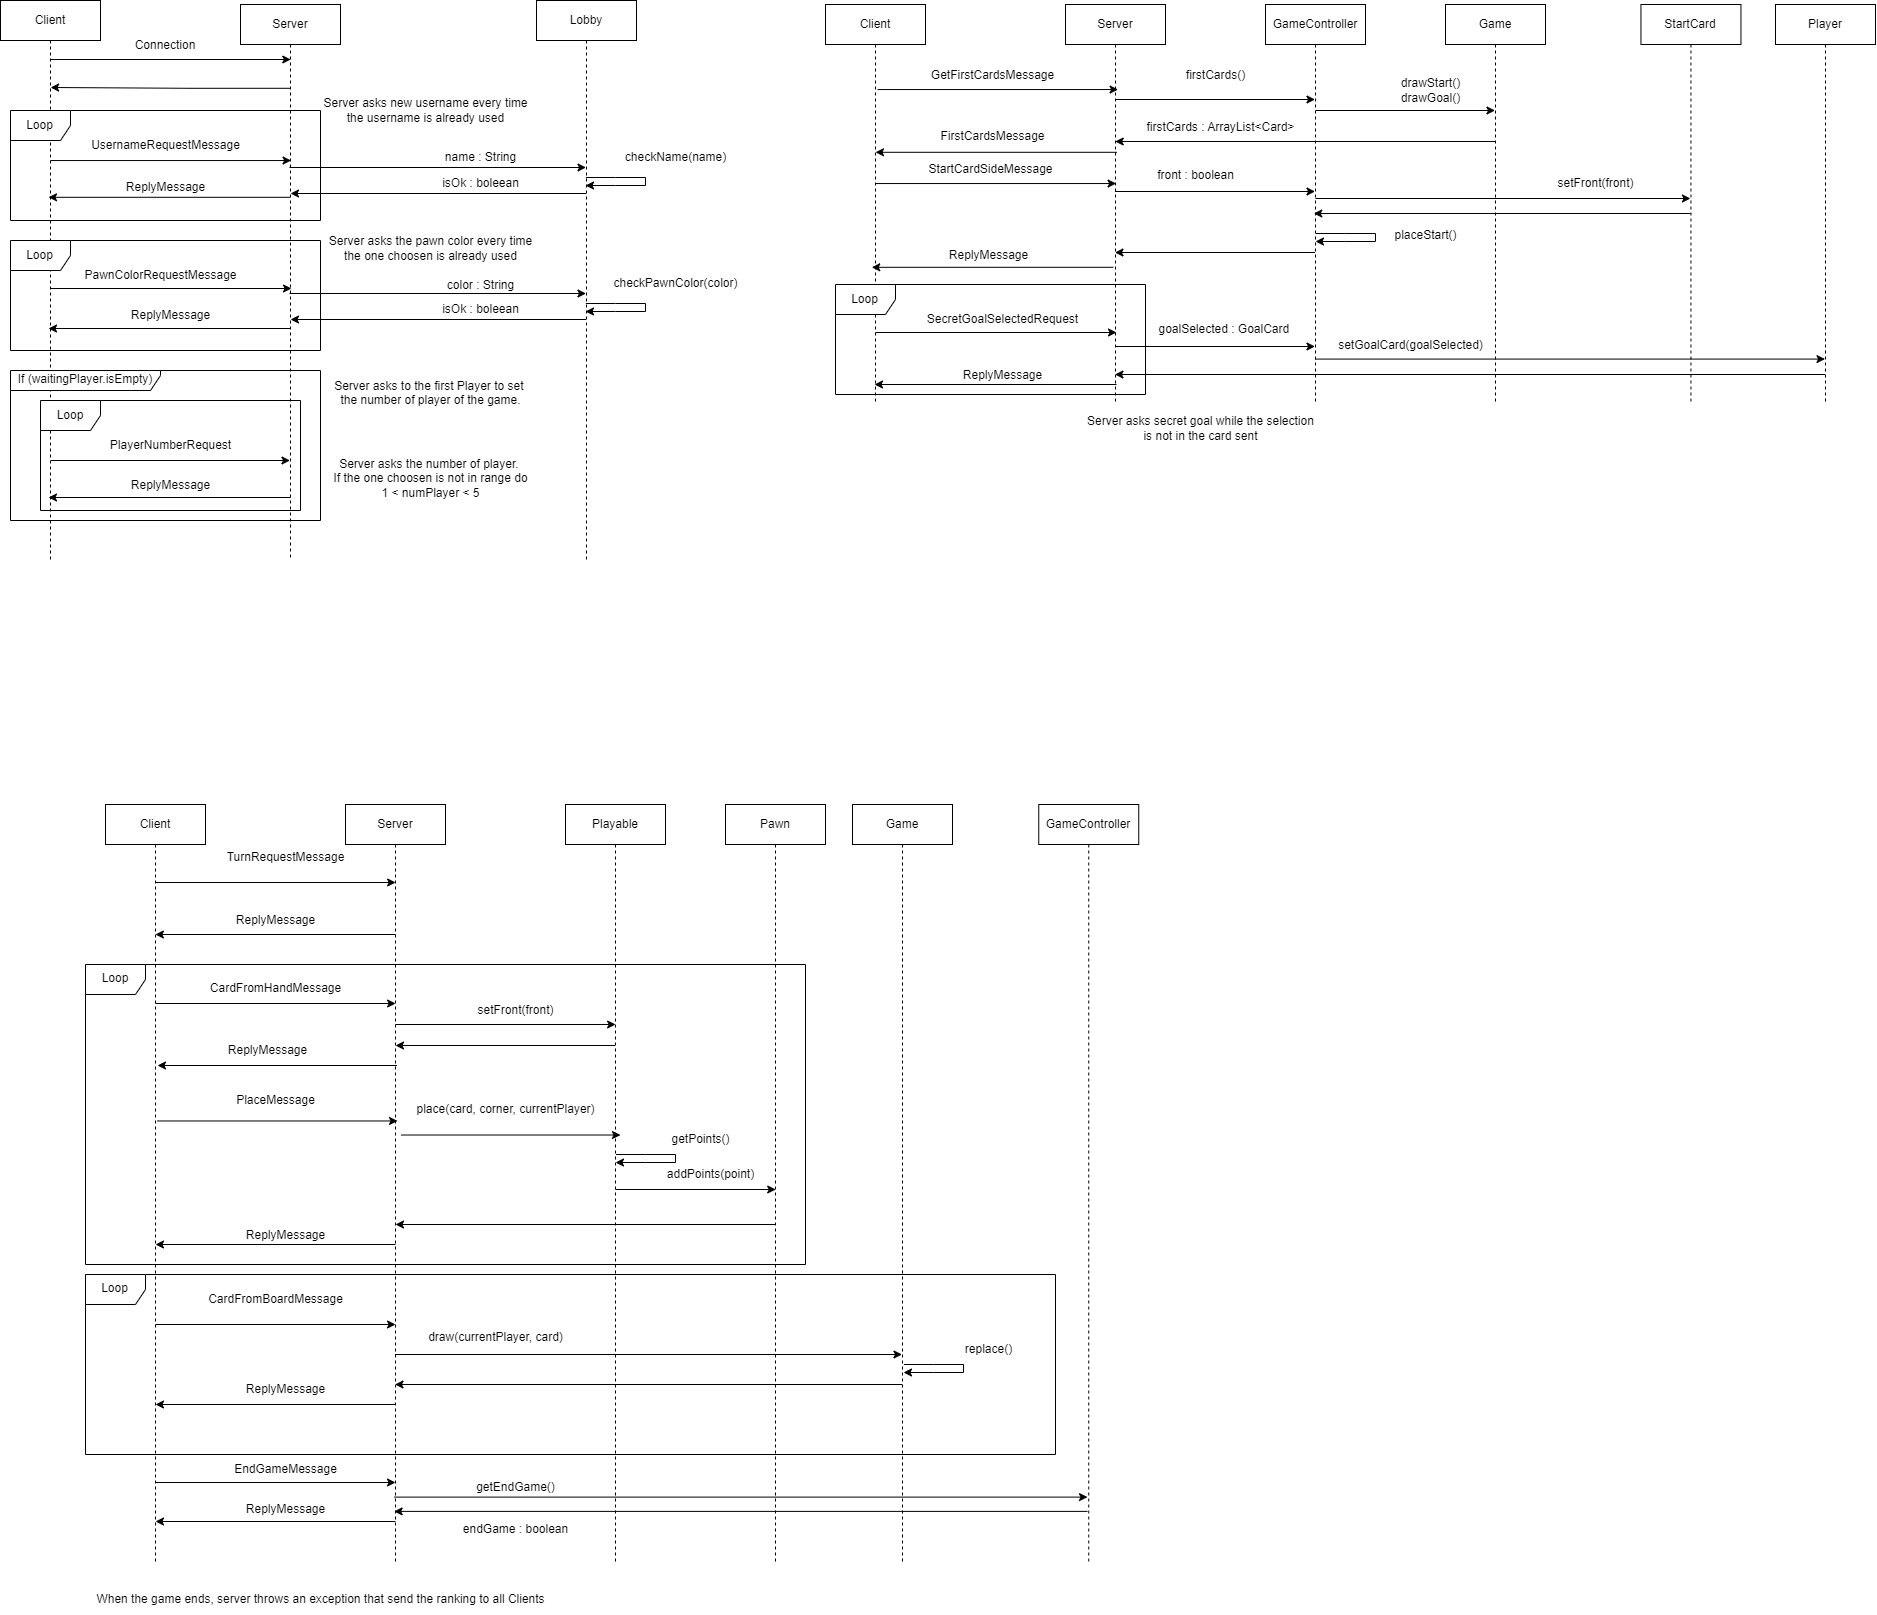 Client
Server
Lobby
Connection
Server asks new username every time
the username is already used
Loop
UsernameRequestMessage
name : String
checkName(name)
isOk : boleean
ReplyMessage
Loop
Server asks the pawn color every time
the one choosen is already used
PawnColorRequestMessage
color : String
checkPawnColor(color)
isOk : boleean
ReplyMessage
If (waitingPlayer.isEmpty)
Server asks to the first Player to set
the number of player of the game.
Loop
PlayerNumberRequest
Server asks the number of player.
If the one choosen is not in range do
1 < numPlayer < 5
ReplyMessage
Client
Server
GameController
Game
StartCard
Player
GetFirstCardsMessage
firstCards()
drawStart()
drawGoal()
firstCards : ArrayList<Card>
FirstCardsMessage
StartCardSideMessage
front : boolean
setFront(front)
placeStart()
ReplyMessage
Loop
SecretGoalSelectedRequest
goalSelected : GoalCard
setGoalCard(goalSelected)
ReplyMessage
Server asks secret goal while the selection
is not in the card sent
Client
Server
Playable
Pawn
Game
GameController
TurnRequestMessage
ReplyMessage
Loop
CardFromHandMessage
setFront(front)
ReplyMessage
PlaceMessage
place(card, corner, currentPlayer)
getPoints()
addPoints(point)
ReplyMessage
Loop
CardFromBoardMessage
draw(currentPlayer, card)
replace()
ReplyMessage
EndGameMessage
getEndGame()
ReplyMessage
endGame : boolean
When the game ends, server throws an exception that send the ranking to all Clients